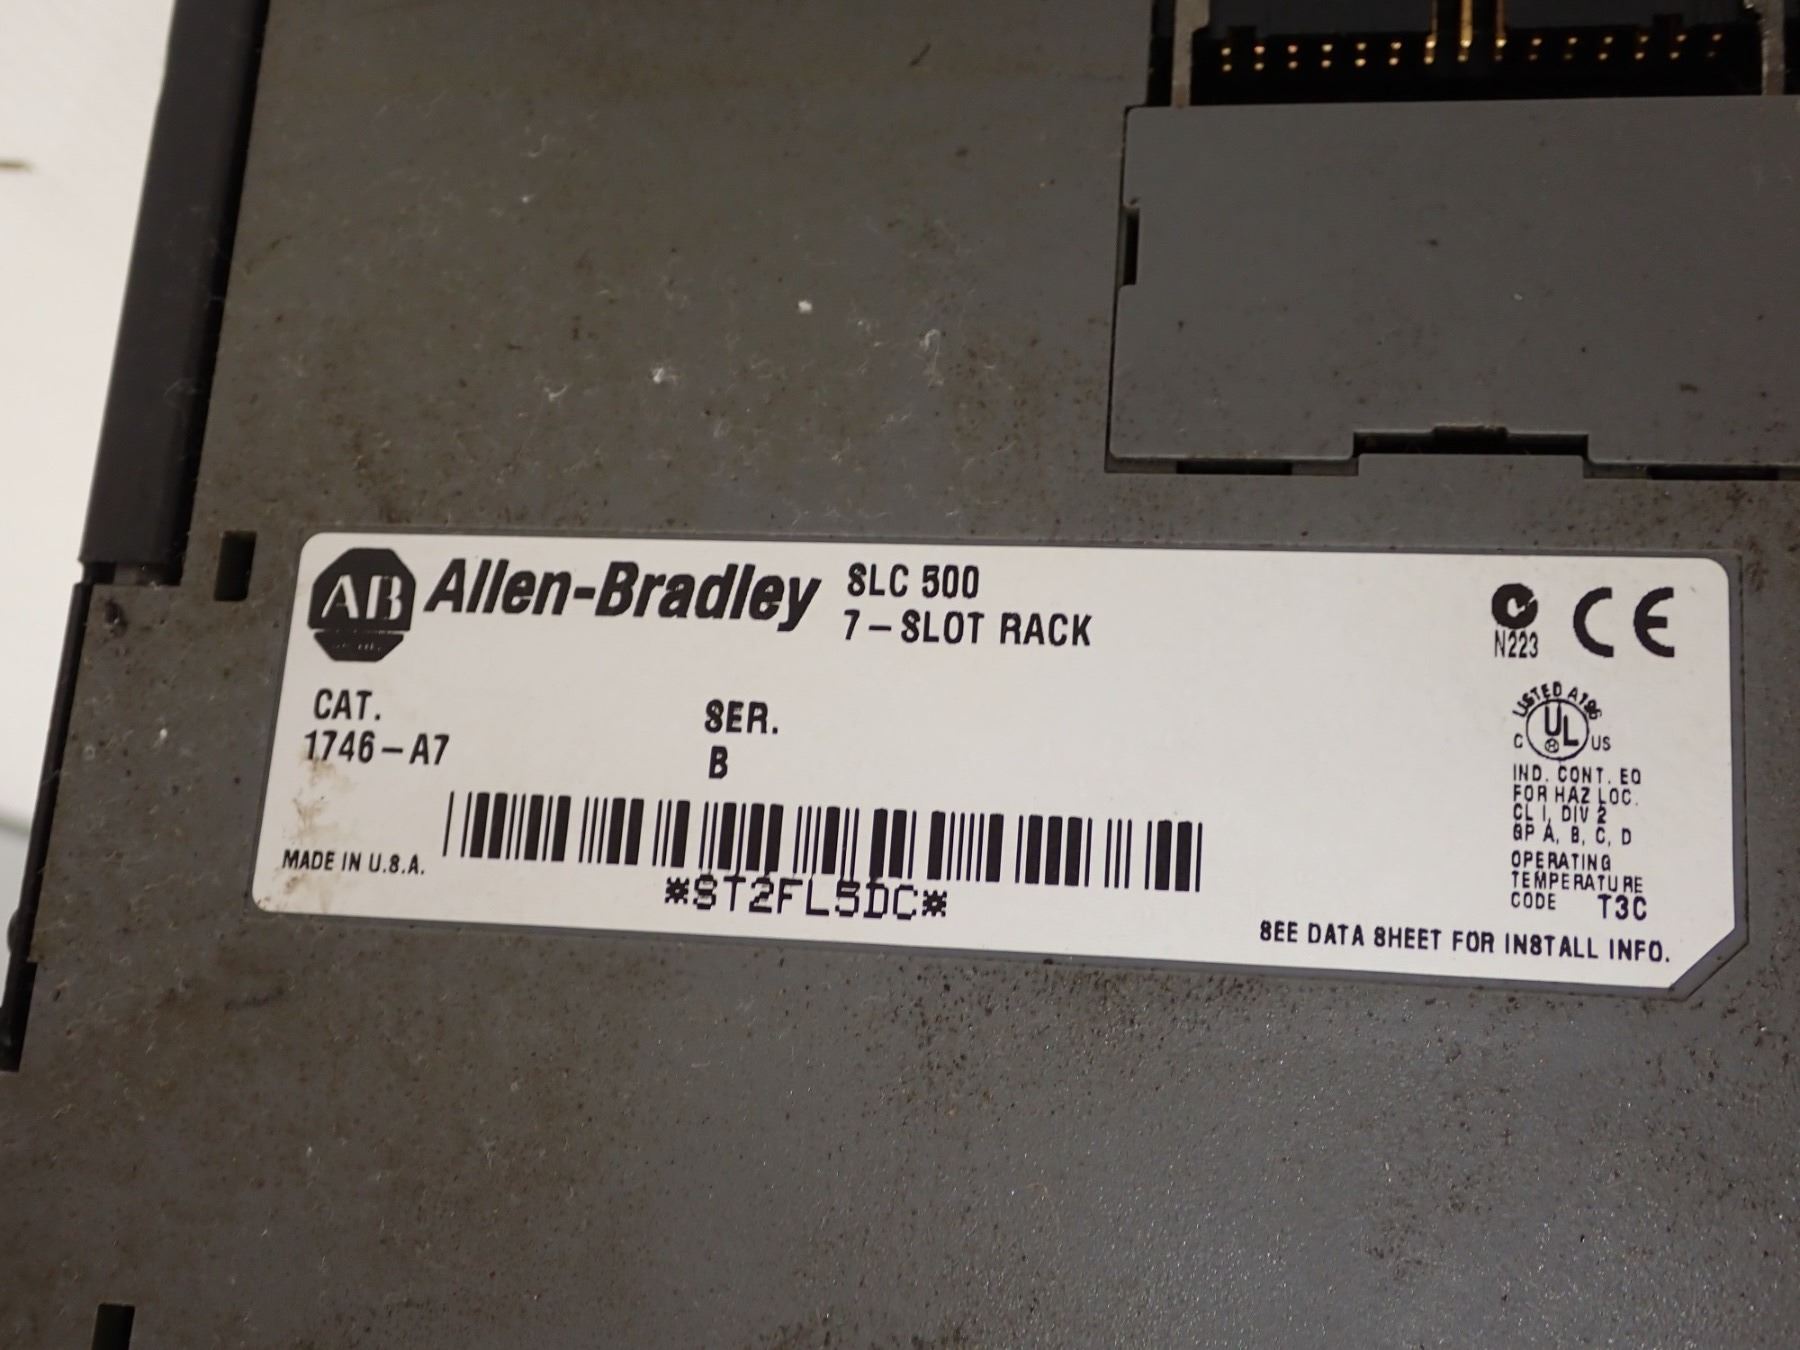 AB Allen-Bradley SLC 500
7-SLOT RACK
N223 CE
CAT. SER.
1746-A7 B
MADE IN U.S.A.
*ST2FL5DC*
LISTED A196
C UL US
IND. CONT. EQ
FOR HAZ LOC.
CL I, DIV 2
GP A, B, C, D
OPERATING
TEMPERATURE
CODE T3C
SEE DATA SHEET FOR INSTALL INFO.